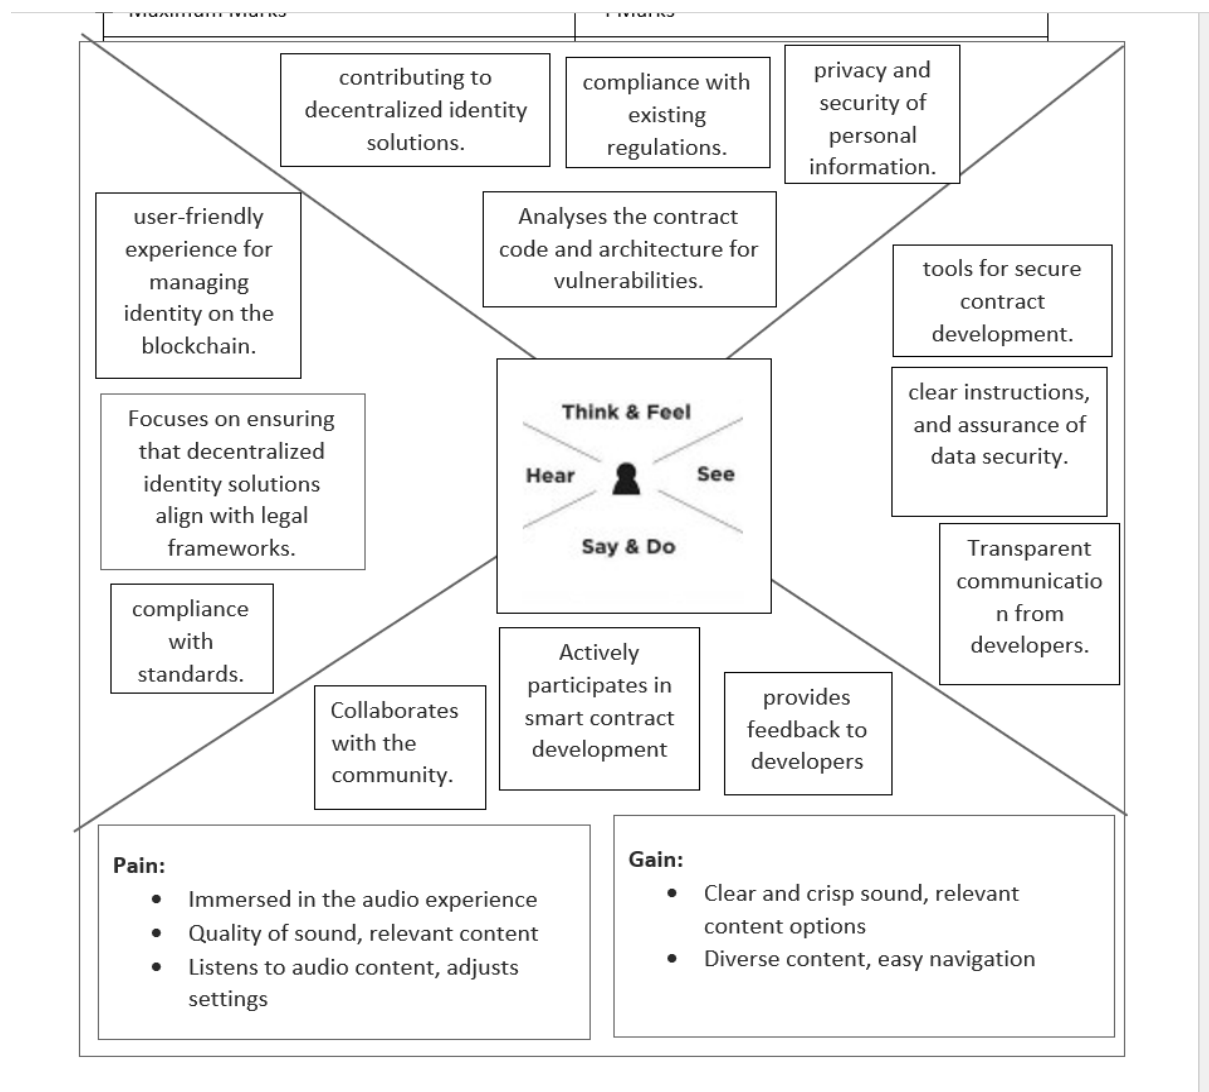 Maximum Marks
contributing to
decentralized identity
solutions.
compliance with
existing
regulations.
privacy and
security of
personal
information.
Analyses the contract
code and architecture for
vulnerabilities.
user-friendly
experience for
managing
identity on the
blockchain.
Focuses on ensuring
that decentralized
identity solutions
align with legal
frameworks.
compliance
with
standards.
tools for secure
contract
development.
clear instructions,
and assurance of
data security.
Transparent
communicatio
n from
developers.
Think & Feel
Hear
See
Say & Do
Collaborates
with the
community.
Actively
participates in
smart contract
development
provides
feedback to
developers
Pain:
• Immersed in the audio experience
• Quality of sound, relevant content
• Listens to audio content, adjusts
settings
Gain:
• Clear and crisp sound, relevant
content options
• Diverse content, easy navigation